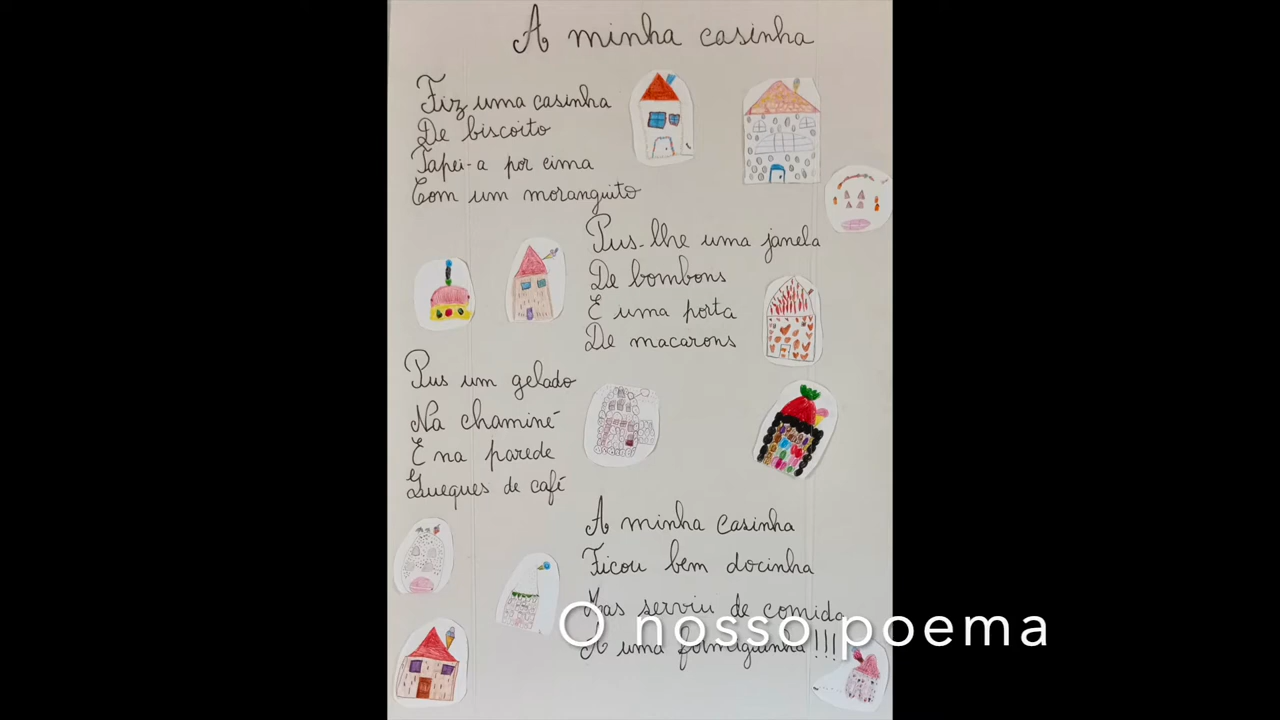 A minha casinha
Fiz uma casinha
De biscoito
Tapei-a por cima
Com um moranguito
Pus-lhe uma janela
De bombons
E uma porta
De macarons
Pus um gelado
Na chaminé
E na parede
Queques de café
A minha casinha
Ficou bem docinha
Mas serviu de comida
A uma formiguinha!!!
O nosso poema